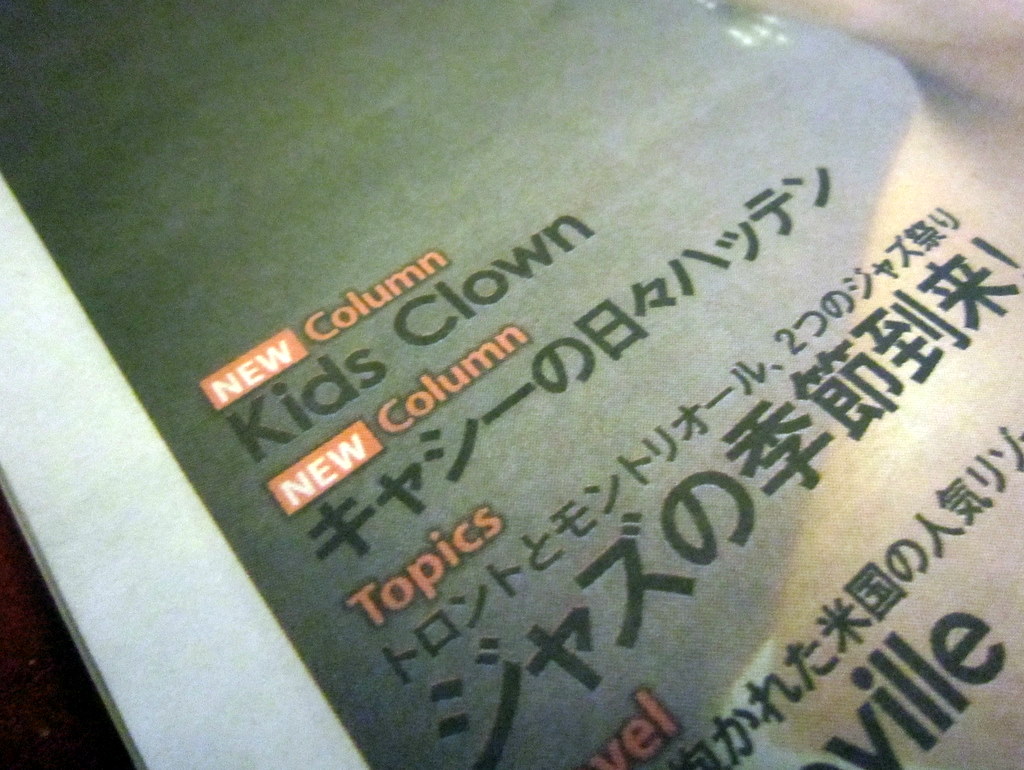 NEW Column
Kids Clown
NEW Column
キャシーの日々ハッテン
Topics
トロントとモントリオール、2つのジャズ祭り
ジャズの季節到来!
抱かれた米国の人気リゾ
ville